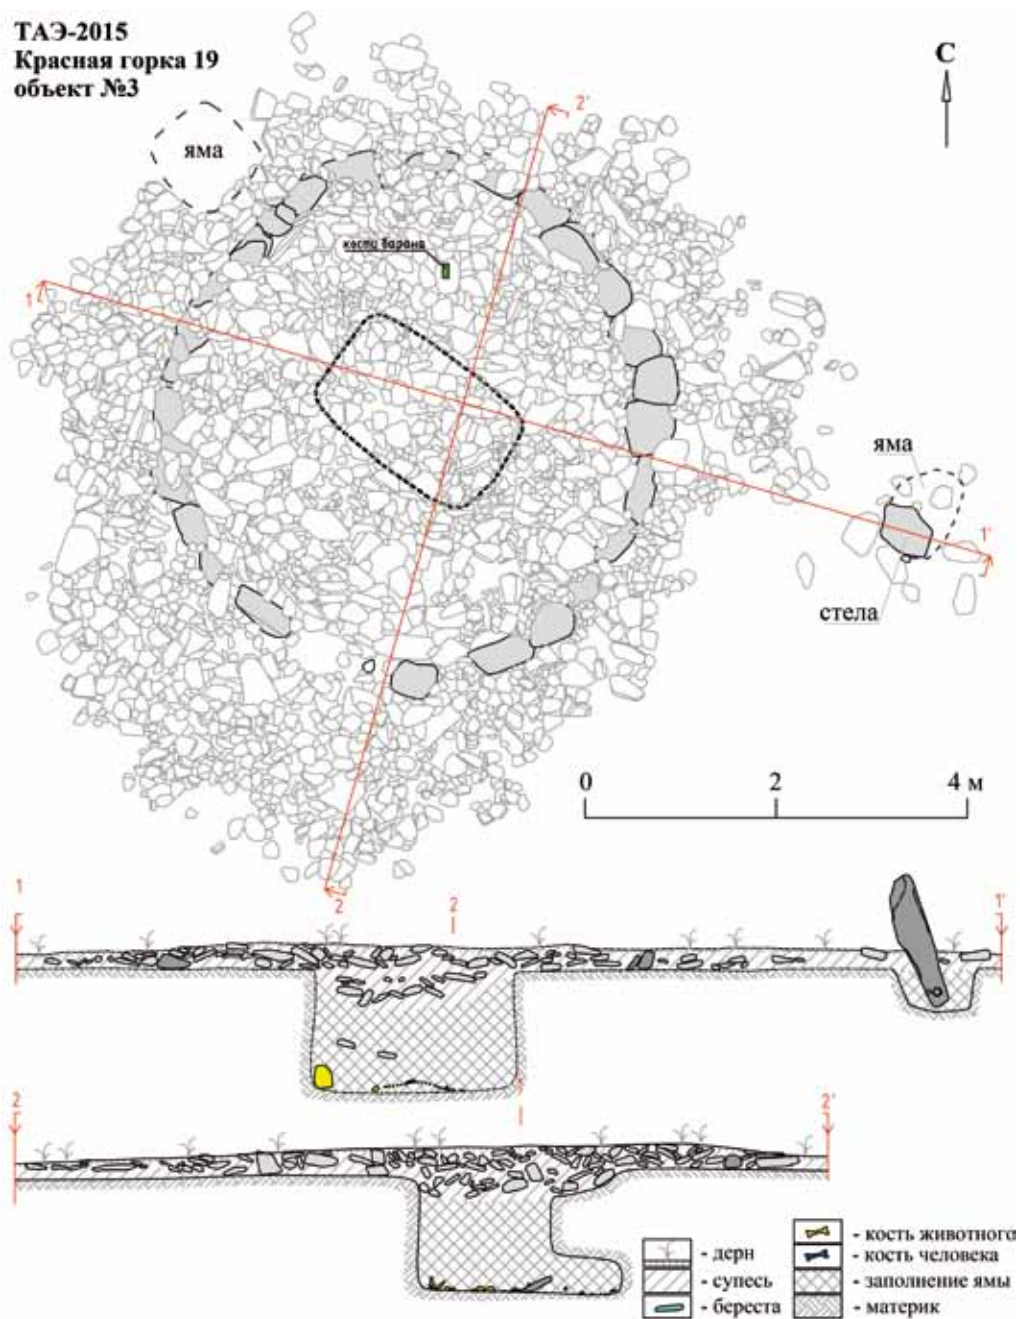 ТАЭ-2015
Красная горка 19
объект №3
С
2'
яма
кости барана
1
яма
1'
стела
0 2 4 м
2
1 2 1'
1
2 2'
- дерн
- супесь
- береста
- кость животного
- кость человека
- заполнение ямы
- материк